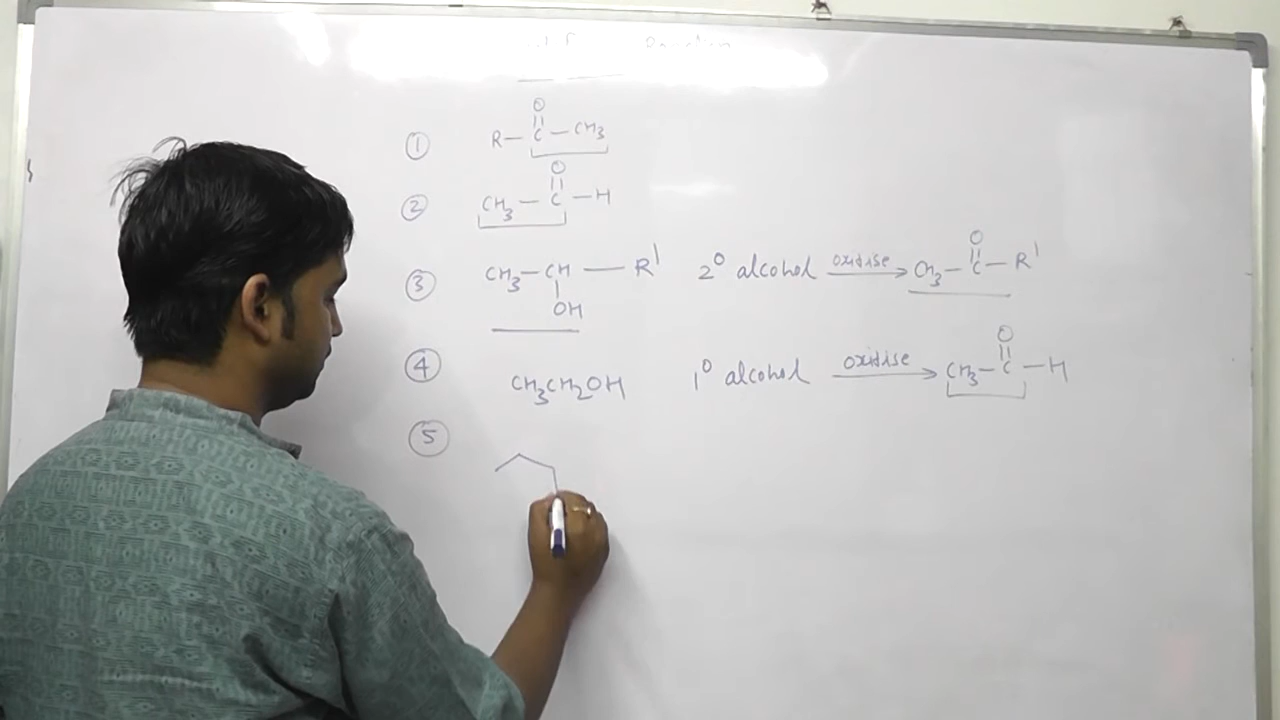 ① R—C(=O)—CH3
② CH3—C(=O)—H
③ CH3—CH(OH)—R' 2° alcohol oxidise → CH3—C(=O)—R'
④ CH3CH2OH 1° alcohol oxidise → CH3—C(=O)—H
⑤